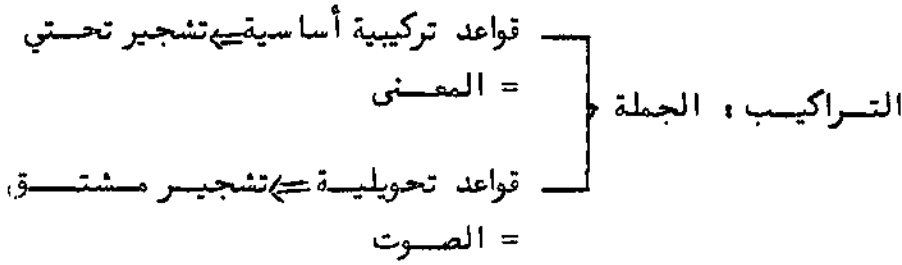 قواعد تركيبية أساسية ⇐ تشجير تحتي
= المعنى
التراكيب ، الجملة
قواعد تحويلية ⇐ تشجير مشتق
= الصوت